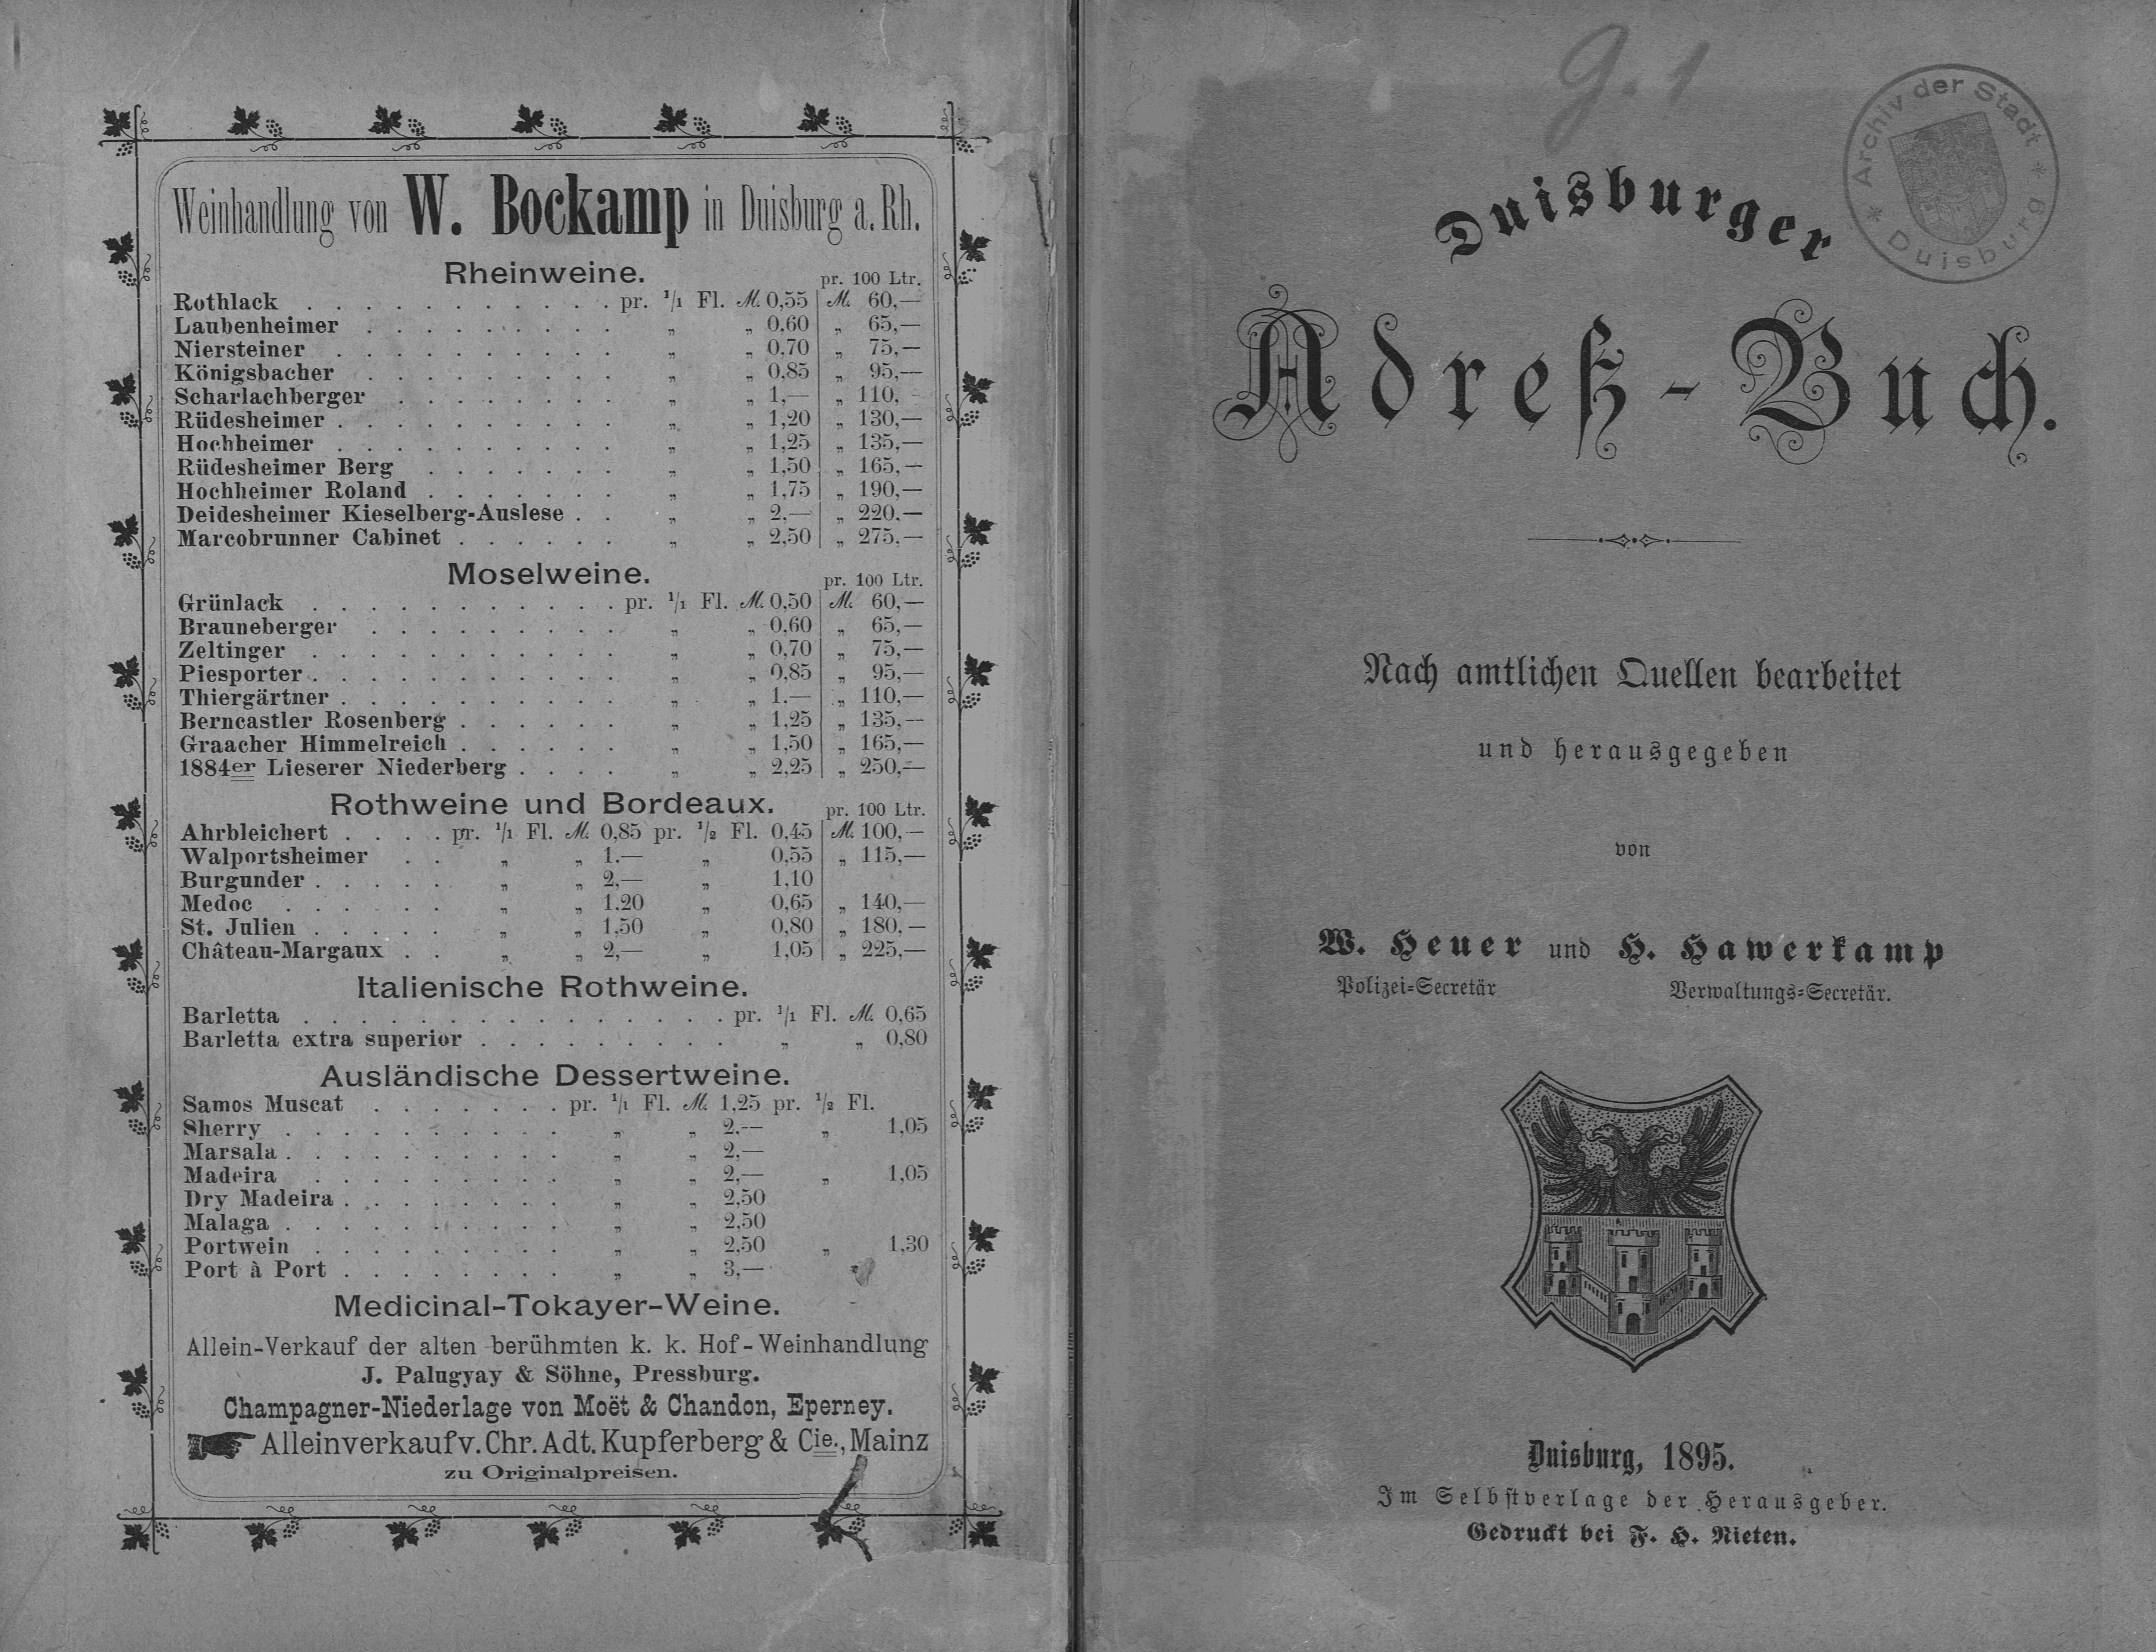 Weinhandlung von W. Bockamp in Duisburg a. Rh.
Rheinweine. pr. 100 Ltr.
Rothlack . . . . . . . . . . . pr. 1/1 Fl. M. 0,55 | M. 60,—
Laubenheimer . . . . . . . . . „ „ 0.60 | „ 65,—
Niersteiner . . . . . . . . . . „ „ 0,70 | „ 75,—
Königsbacher . . . . . . . . . „ „ 0,85 | „ 95,—
Scharlachberger . . . . . . . . „ „ 1,— | „ 110,—
Rüdesheimer . . . . . . . . . . „ „ 1,20 | „ 130,—
Hochheimer . . . . . . . . . . „ „ 1,25 | „ 135,—
Rüdesheimer Berg . . . . . . . „ „ 1,50 | „ 165,—
Hochheimer Roland . . . . . . . „ „ 1,75 | „ 190,—
Deidesheimer Kieselberg-Auslese . . „ „ 2,— | „ 220.—
Marcobrunner Cabinet . . . . . . „ „ 2,50 | „ 275.—
Moselweine. pr. 100 Ltr.
Grünlack . . . . . . . . . . . pr. 1/1 Fl. M. 0,50 | M. 60,—
Brauneberger . . . . . . . . . „ „ 0,60 | „ 65,—
Zeltinger . . . . . . . . . . . „ „ 0,70 | „ 75,—
Piesporter . . . . . . . . . . . „ „ 0,85 | „ 95,—
Thiergärtner . . . . . . . . . . „ „ 1.— | „ 110,—
Berncastler Rosenberg . . . . . . „ „ 1,25 | „ 135,—
Graacher Himmelreich . . . . . . „ „ 1,50 | „ 165,—
1884er Lieserer Niederberg . . . . „ „ 2,25 | „ 250,—
Rothweine und Bordeaux. pr. 100 Ltr.
Ahrbleichert . . . . pr. 1/1 Fl. M. 0,85 pr. 1/2 Fl. 0,45 | M. 100,—
Walportsheimer . . „ „ 1.— „ 0,55 | „ 115,—
Burgunder . . . . . „ „ 2,— „ 1,10
Medoc . . . . . . „ „ 1.20 „ 0,65 | „ 140,—
St. Julien . . . . . „ „ 1,50 „ 0,80 | „ 180,—
Château-Margaux . . „ „ 2,— „ 1,05 | „ 225,—
Italienische Rothweine.
Barletta . . . . . . . . . . . . . . . pr. 1/1 Fl. M. 0,65
Barletta extra superior . . . . . . . . . „ „ 0,80
Ausländische Dessertweine.
Samos Muscat . . . . . . . pr. 1/1 Fl. M. 1,25 pr. 1/2 Fl.
Sherry . . . . . . . . . . „ „ 2.— „ 1,05
Marsala . . . . . . . . . . „ „ 2,—
Madeira . . . . . . . . . „ „ 2,— „ 1,05
Dry Madeira . . . . . . . . „ „ 2,50
Malaga . . . . . . . . . . „ „ 2,50
Portwein . . . . . . . . . „ „ 2,50 „ 1,30
Port à Port . . . . . . . . „ „ 3,— „
Medicinal-Tokayer-Weine.
Allein-Verkauf der alten berühmten k. k. Hof-Weinhandlung
J. Palugyay & Söhne, Pressburg.
Champagner-Niederlage von Moët & Chandon, Eperney.
Alleinverkauf v. Chr. Adt. Kupferberg & Cie., Mainz
zu Originalpreisen.
g. 1
* Archiv der Stadt * Duisburg
Duisburger
Adreß-Buch.
Nach amtlichen Quellen bearbeitet
und herausgegeben
von
W. Heuer und H. Hawerkamp
Polizei-Secretär Verwaltungs-Secretär.
Duisburg, 1895.
Im Selbstverlage der Herausgeber.
Gedruckt bei F. H. Nieten.